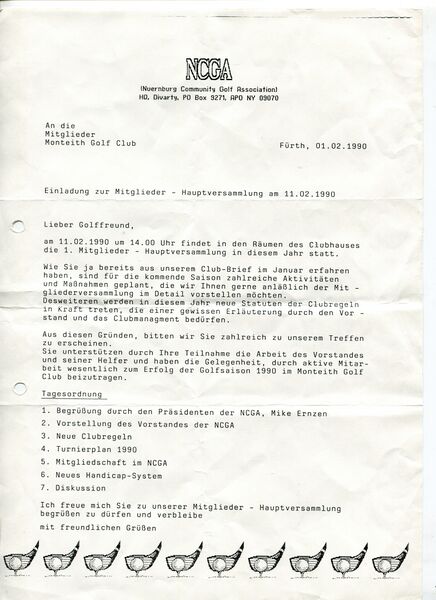 NCGA
(Nuernburg Community Golf Association)
HD, Divarty, PO Box 9271, APO NY 09070
An die
Mitglieder
Monteith Golf Club
Fürth, 01.02.1990
Einladung zur Mitglieder - Hauptversammlung am 11.02.1990
Lieber Golffreund,
am 11.02.1990 um 14.00 Uhr findet in den Räumen des Clubhauses
die 1. Mitglieder - Hauptversammlung in diesem Jahr statt.
Wie Sie ja bereits aus unserem Club-Brief im Januar erfahren
haben, sind für die kommende Saison zahlreiche Aktivitäten
und Maßnahmen geplant, die wir Ihnen gerne anläßlich der Mit -
gliederversammlung im Detail vorstellen möchten.
Desweiteren werden in diesem Jahr neue Statuten der Clubregeln
in Kraft treten, die einer gewissen Erläuterung durch den Vor -
stand und das Clubmanagment bedürfen.
Aus diesen Gründen, bitten wir Sie zahlreich zu unserem Treffen
zu erscheinen.
Sie unterstützen durch Ihre Teilnahme die Arbeit des Vorstandes
und seiner Helfer und haben die Gelegenheit, durch aktive Mitar-
beit wesentlich zum Erfolg der Golfsaison 1990 im Monteith Golf
Club beizutragen.
Tagesordnung
1. Begrüßung durch den Präsidenten der NCGA, Mike Ernzen
2. Vorstellung des Vorstandes der NCGA
3. Neue Clubregeln
4. Turnierplan 1990
5. Mitgliedschaft im NCGA
6. Neues Handicap-System
7. Diskussion
Ich freue mich Sie zu unserer Mitglieder - Hauptversammlung
begrüßen zu dürfen und verbleibe
mit freundlichen Grüßen